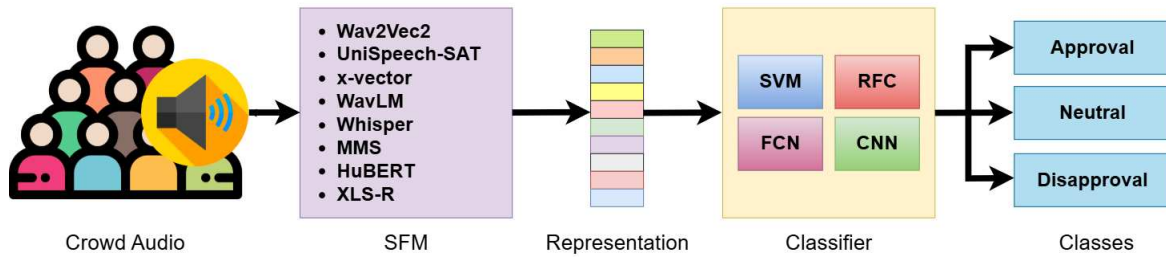 Wav2Vec2
UniSpeech-SAT
x-vector
WavLM
Whisper
MMS
HuBERT
XLS-R
SVM
RFC
FCN
CNN
Approval
Neutral
Disapproval
Crowd Audio
SFM
Representation
Classifier
Classes